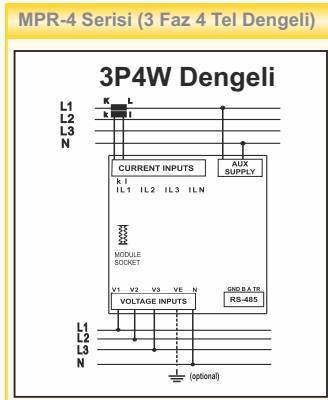 MPR-4 Serisi (3 Faz 4 Tel Dengeli)
3P4W Dengeli
K L
L1
k l
L2
L3
N
CURRENT INPUTS
AUX SUPPLY
k l
IL1 IL2 IL3 ILN
MODULE
SOCKET
V1 V2 V3 VE N
GND B A TR
VOLTAGE INPUTS
RS-485
L1
L2
L3
N
(optional)